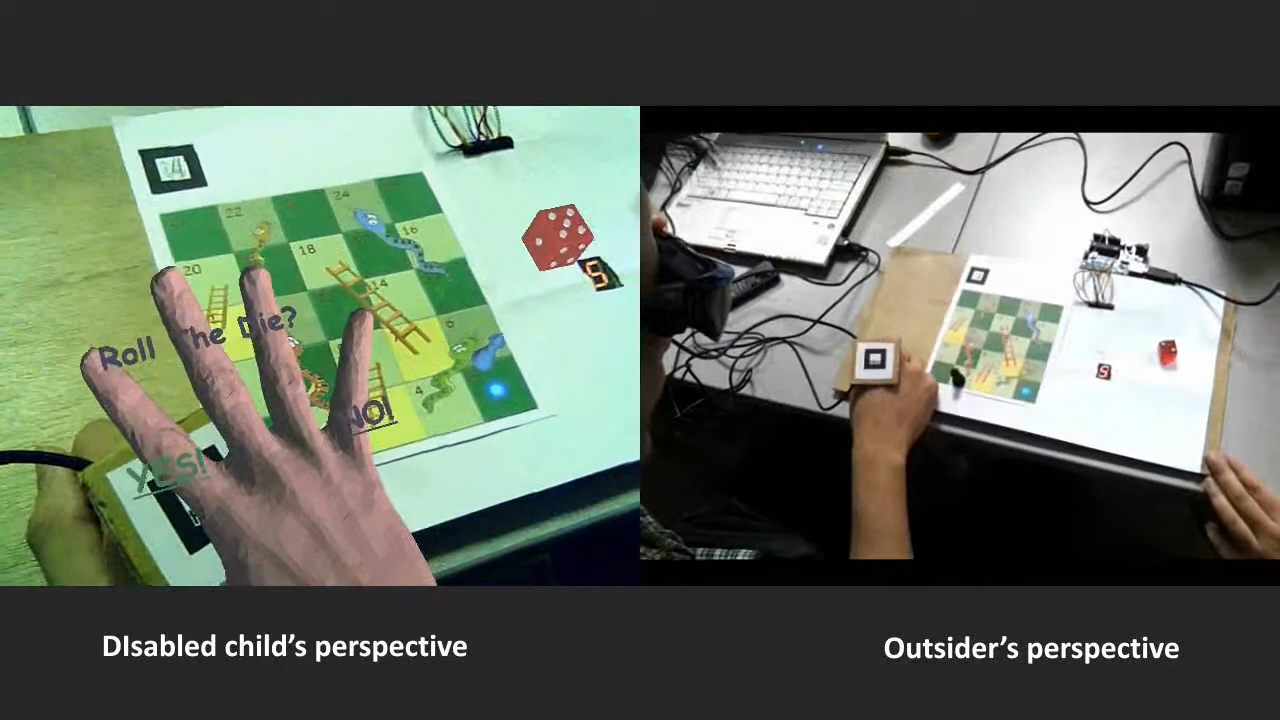 22
24
20
18
16
14
6
4
5
Roll The Die?
YES!
NO!
5
DIsabled child's perspective
Outsider's perspective